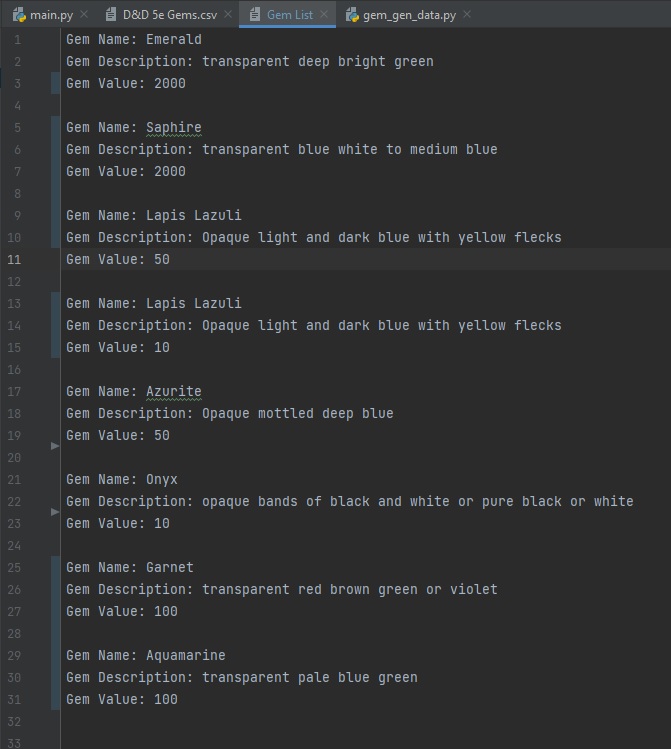 main.py D&D 5e Gems.csv Gem List gem_gen_data.py
1 Gem Name: Emerald
2 Gem Description: transparent deep bright green
3 Gem Value: 2000
4
5 Gem Name: Saphire
6 Gem Description: transparent blue white to medium blue
7 Gem Value: 2000
8
9 Gem Name: Lapis Lazuli
10 Gem Description: Opaque light and dark blue with yellow flecks
11 Gem Value: 50
12
13 Gem Name: Lapis Lazuli
14 Gem Description: Opaque light and dark blue with yellow flecks
15 Gem Value: 10
16
17 Gem Name: Azurite
18 Gem Description: Opaque mottled deep blue
19 Gem Value: 50
20
21 Gem Name: Onyx
22 Gem Description: opaque bands of black and white or pure black or white
23 Gem Value: 10
24
25 Gem Name: Garnet
26 Gem Description: transparent red brown green or violet
27 Gem Value: 100
28
29 Gem Name: Aquamarine
30 Gem Description: transparent pale blue green
31 Gem Value: 100
32
33